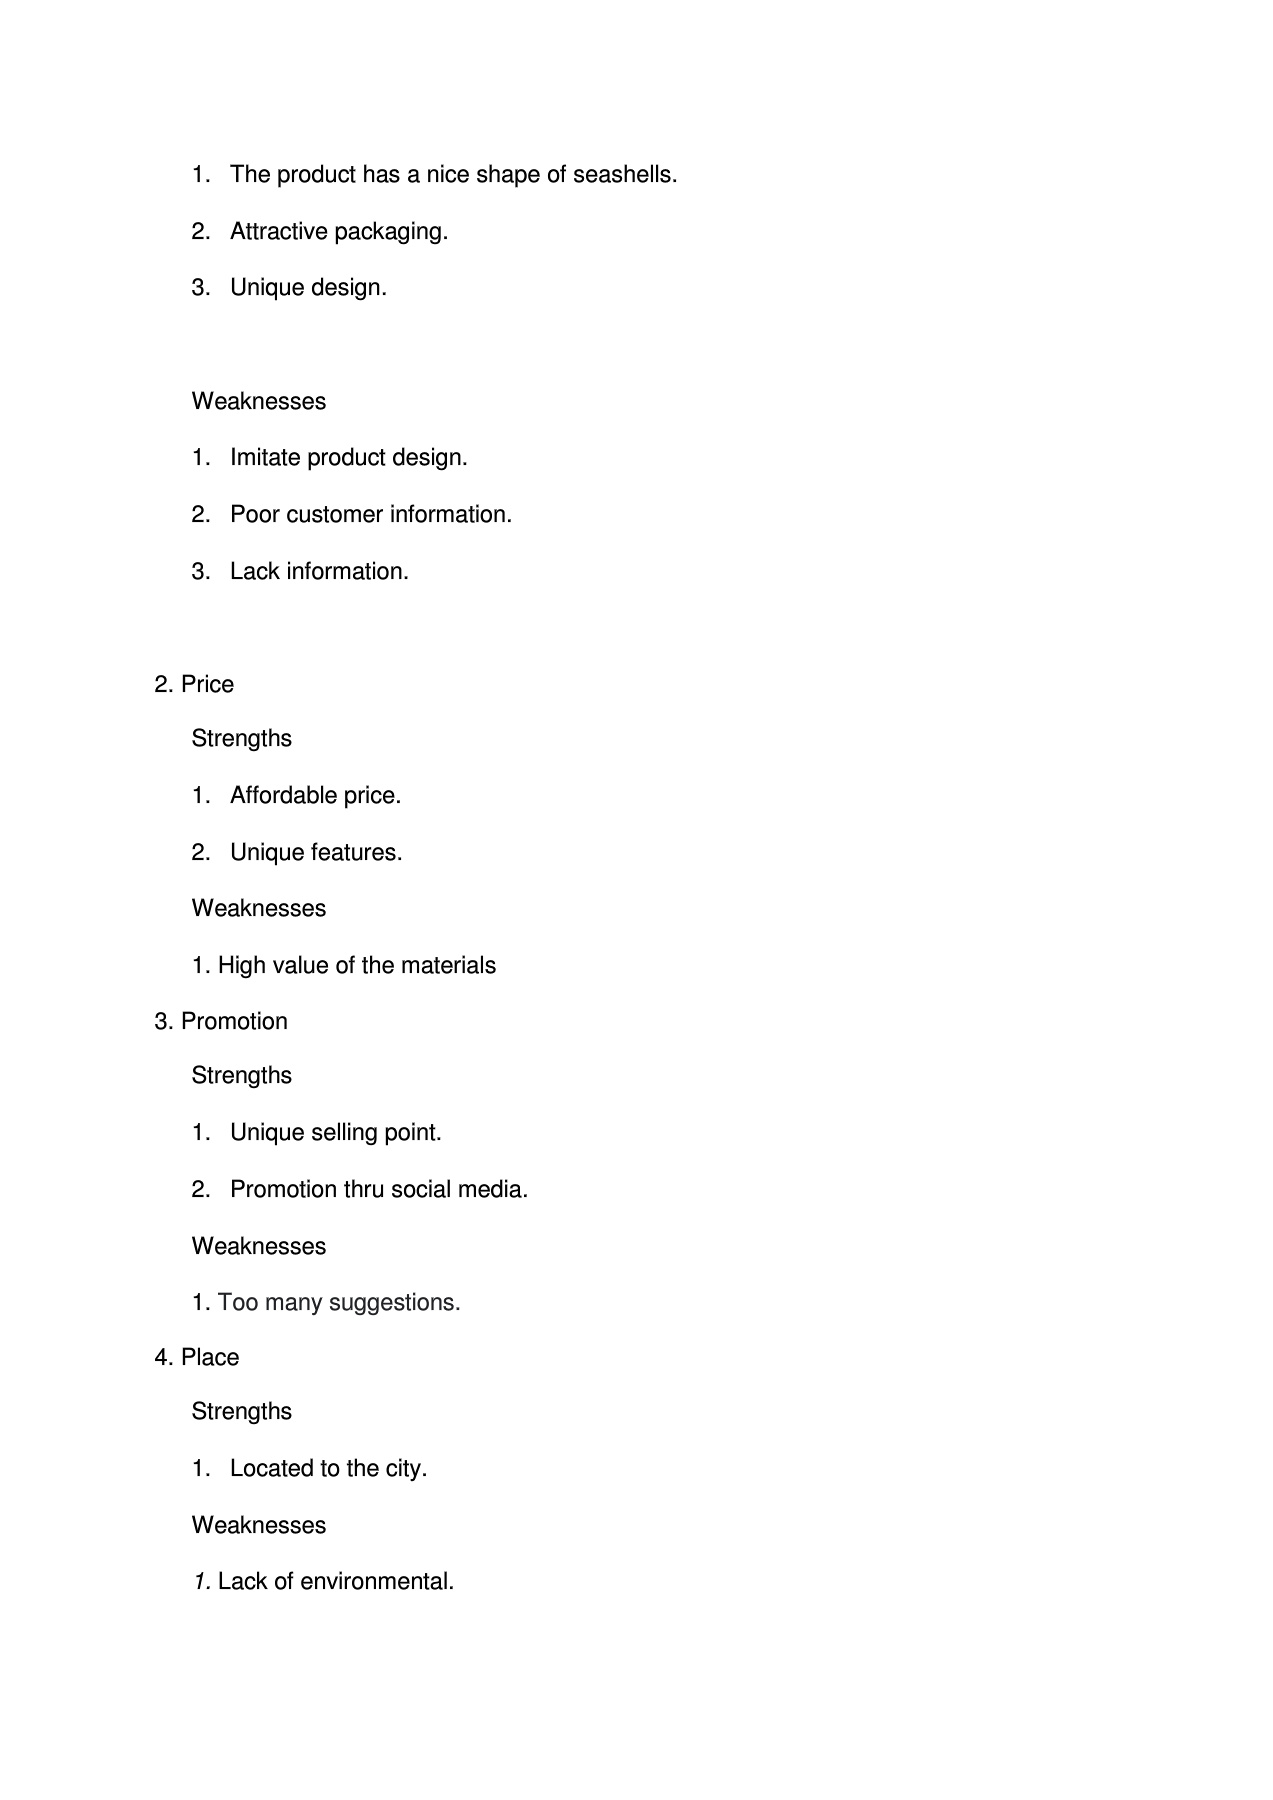 1. The product has a nice shape of seashells.
2. Attractive packaging.
3. Unique design.
Weaknesses
1. Imitate product design.
2. Poor customer information.
3. Lack information.
2. Price
Strengths
1. Affordable price.
2. Unique features.
Weaknesses
1. High value of the materials
3. Promotion
Strengths
1. Unique selling point.
2. Promotion thru social media.
Weaknesses
1. Too many suggestions.
4. Place
Strengths
1. Located to the city.
Weaknesses
1. Lack of environmental.